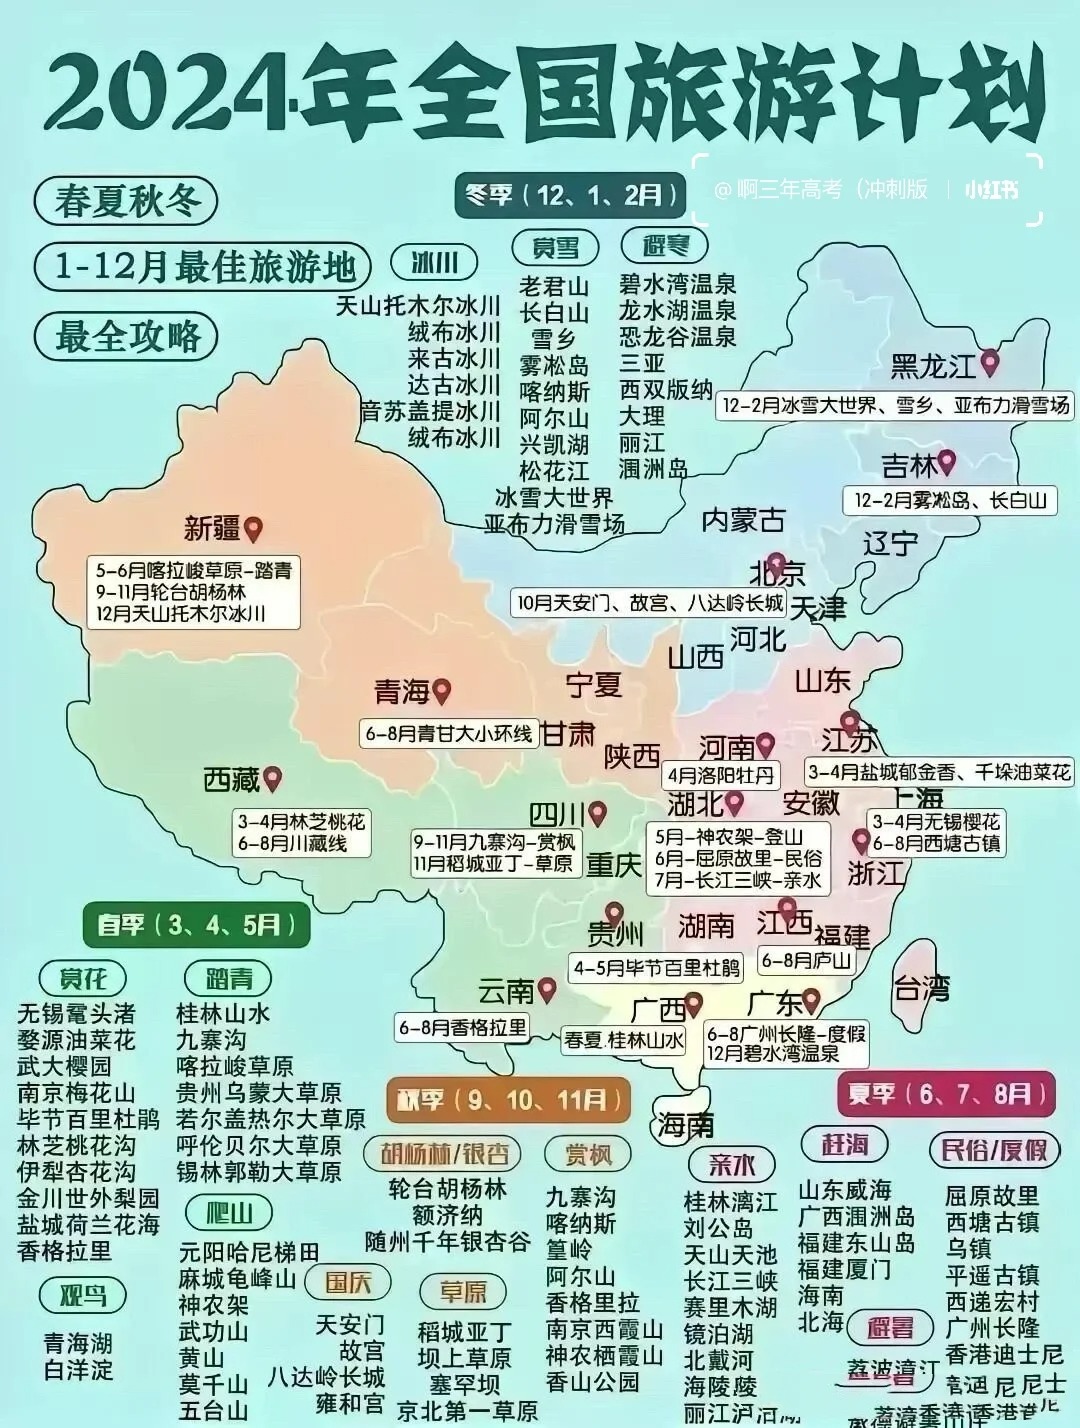 2024年全国旅游计划
@啊三年高考（冲刺版
小红书
春夏秋冬
1-12月最佳旅游地
最全攻略
冬季（12、1、2月）
冰川
天山托木尔冰川
绒布冰川
来古冰川
达古冰川
音苏盖提冰川
绒布冰川
赏雪
老君山
长白山
雪乡
雾凇岛
喀纳斯
阿尔山
兴凯湖
松花江
冰雪大世界
亚布力滑雪场
避寒
碧水湾温泉
龙水湖温泉
恐龙谷温泉
三亚
西双版纳
大理
丽江
涠洲岛
黑龙江
12-2月冰雪大世界、雪乡、亚布力滑雪场
吉林
12-2月雾凇岛、长白山
内蒙古
辽宁
新疆
5-6月喀拉峻草原-踏青
9-11月轮台胡杨林
12月天山托木尔冰川
北京
10月天安门、故宫、八达岭长城
天津
河北
山西
山东
宁夏
青海
6-8月青甘大小环线
甘肃
陕西
河南
4月洛阳牡丹
江苏
3-4月盐城郁金香、千垛油菜花
西藏
3-4月林芝桃花
6-8月川藏线
四川
9-11月九寨沟-赏枫
11月稻城亚丁-草原
重庆
湖北
5月-神农架-登山
6月-屈原故里-民俗
7月-长江三峡-亲水
安徽
上海
3-4月无锡樱花
6-8月西塘古镇
浙江
贵州
4-5月毕节百里杜鹃
湖南
江西
6-8月庐山
福建
云南
6-8月香格拉里
广西
春夏.桂林山水
广东
6-8广州长隆-度假
12月碧水湾温泉
台湾
海南
春季（3、4、5月）
赏花
无锡鼋头渚
婺源油菜花
武大樱园
南京梅花山
毕节百里杜鹃
林芝桃花沟
伊犁杏花沟
金川世外梨园
盐城荷兰花海
香格拉里
观鸟
青海湖
白洋淀
踏青
桂林山水
九寨沟
喀拉峻草原
贵州乌蒙大草原
若尔盖热尔大草原
呼伦贝尔大草原
锡林郭勒大草原
爬山
元阳哈尼梯田
麻城龟峰山
神农架
武功山
黄山
莫干山
五台山
秋季（9、10、11月）
胡杨林/银杏
轮台胡杨林
额济纳
随州千年银杏谷
国庆
天安门
故宫
八达岭长城
雍和宫
草原
稻城亚丁
坝上草原
塞罕坝
京北第一草原
赏枫
九寨沟
喀纳斯
篁岭
阿尔山
香格里拉
南京西霞山
神农栖霞山
香山公园
夏季（6、7、8月）
亲水
桂林漓江
刘公岛
天山天池
长江三峡
赛里木湖
镜泊湖
北戴河
海陵陵
丽江泸
赶海
山东威海
广西涠洲岛
福建东山岛
福建厦门
海南
北海
避暑
荔波
民俗/度假
屈原故里
西塘古镇
乌镇
平遥古镇
西递宏村
广州长隆
香港迪士尼